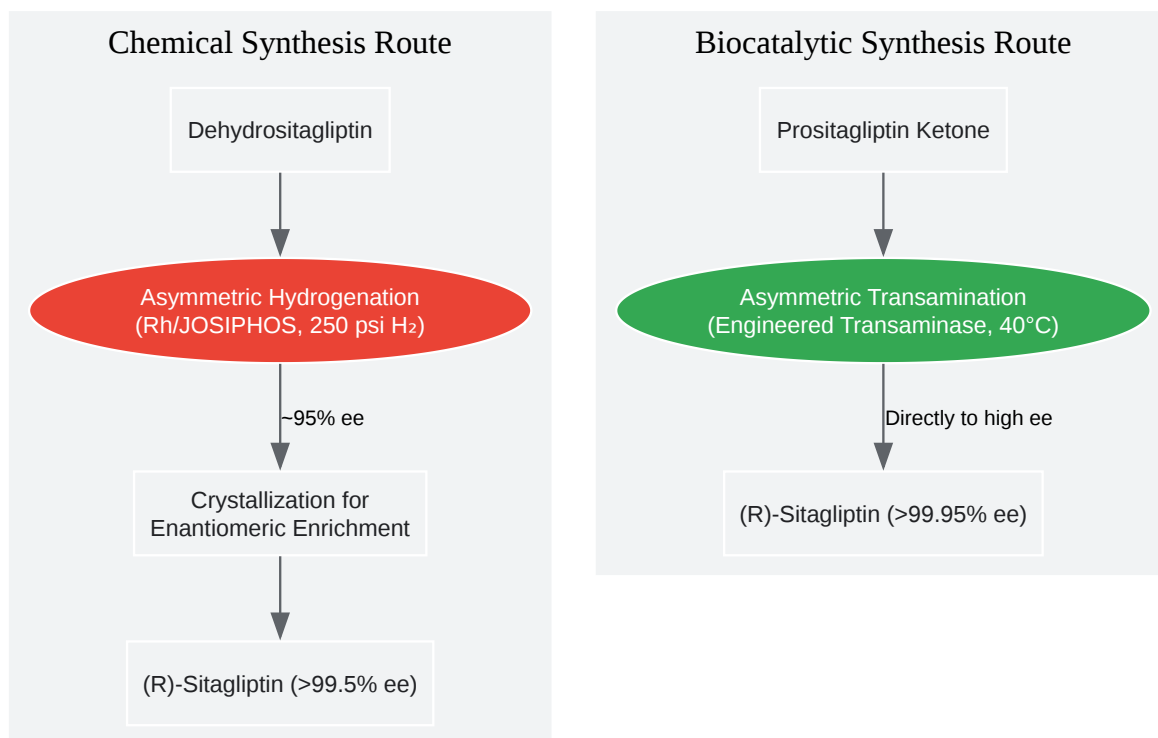 Chemical Synthesis Route
Dehydrositagliptin
Asymmetric Hydrogenation
(Rh/JOSIPHOS, 250 psi H₂)
~95% ee
Crystallization for
Enantiomeric Enrichment
(R)-Sitagliptin (>99.5% ee)
Biocatalytic Synthesis Route
Prositagliptin Ketone
Asymmetric Transamination
(Engineered Transaminase, 40°C)
Directly to high ee
(R)-Sitagliptin (>99.95% ee)